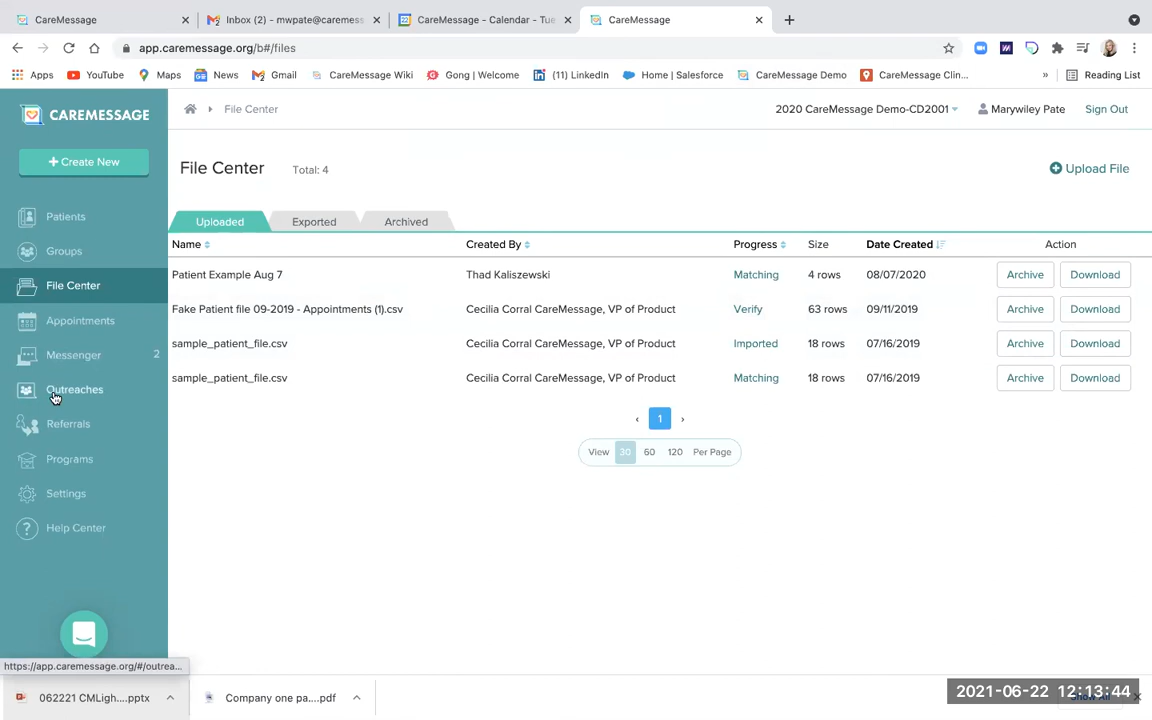 CareMessage
Inbox (2) - mwpate@caremess
CareMessage - Calendar - Tue
CareMessage
app.caremessage.org/b#/files
Apps YouTube Maps News Gmail CareMessage Wiki Gong | Welcome (11) LinkedIn Home | Salesforce CareMessage Demo CareMessage Clin... » Reading List
CAREMESSAGE
File Center
2020 CareMessage Demo-CD2001
Marywiley Pate
Sign Out
+ Create New
Patients
Groups
File Center
Appointments
Messenger 2
Outreaches
Referrals
Programs
Settings
Help Center
File Center Total: 4
Upload File
Uploaded Exported Archived
Name Created By Progress Size Date Created Action
Patient Example Aug 7 Thad Kaliszewski Matching 4 rows 08/07/2020 Archive Download
Fake Patient file 09-2019 - Appointments (1).csv Cecilia Corral CareMessage, VP of Product Verify 63 rows 09/11/2019 Archive Download
sample_patient_file.csv Cecilia Corral CareMessage, VP of Product Imported 18 rows 07/16/2019 Archive Download
sample_patient_file.csv Cecilia Corral CareMessage, VP of Product Matching 18 rows 07/16/2019 Archive Download
‹ 1 ›
View 30 60 120 Per Page
https://app.caremessage.org/#/outrea...
062221 CMLigh....pptx
Company one pa....pdf
2021-06-22 12:13:44